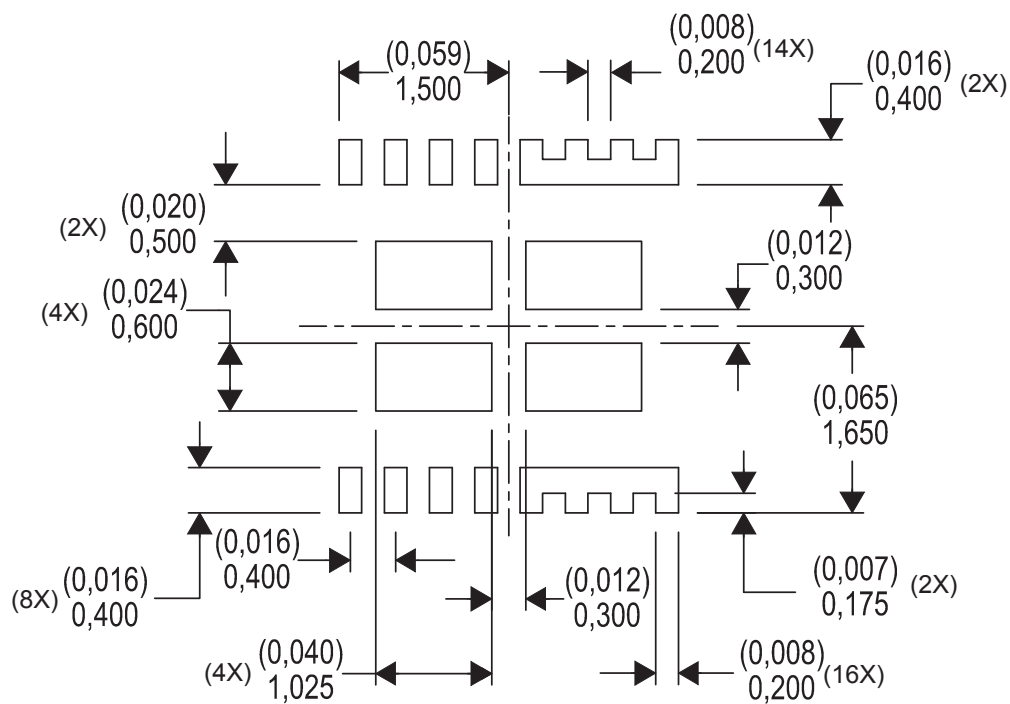 (0,059)
1,500
(0,008)
0,200 (14X)
(0,016)
0,400 (2X)
(2X) (0,020)
0,500
(0,012)
0,300
(4X) (0,024)
0,600
(0,065)
1,650
(0,016)
0,400
(8X) (0,016)
0,400
(0,012)
0,300
(0,007)
0,175 (2X)
(4X) (0,040)
1,025
(0,008)
0,200 (16X)